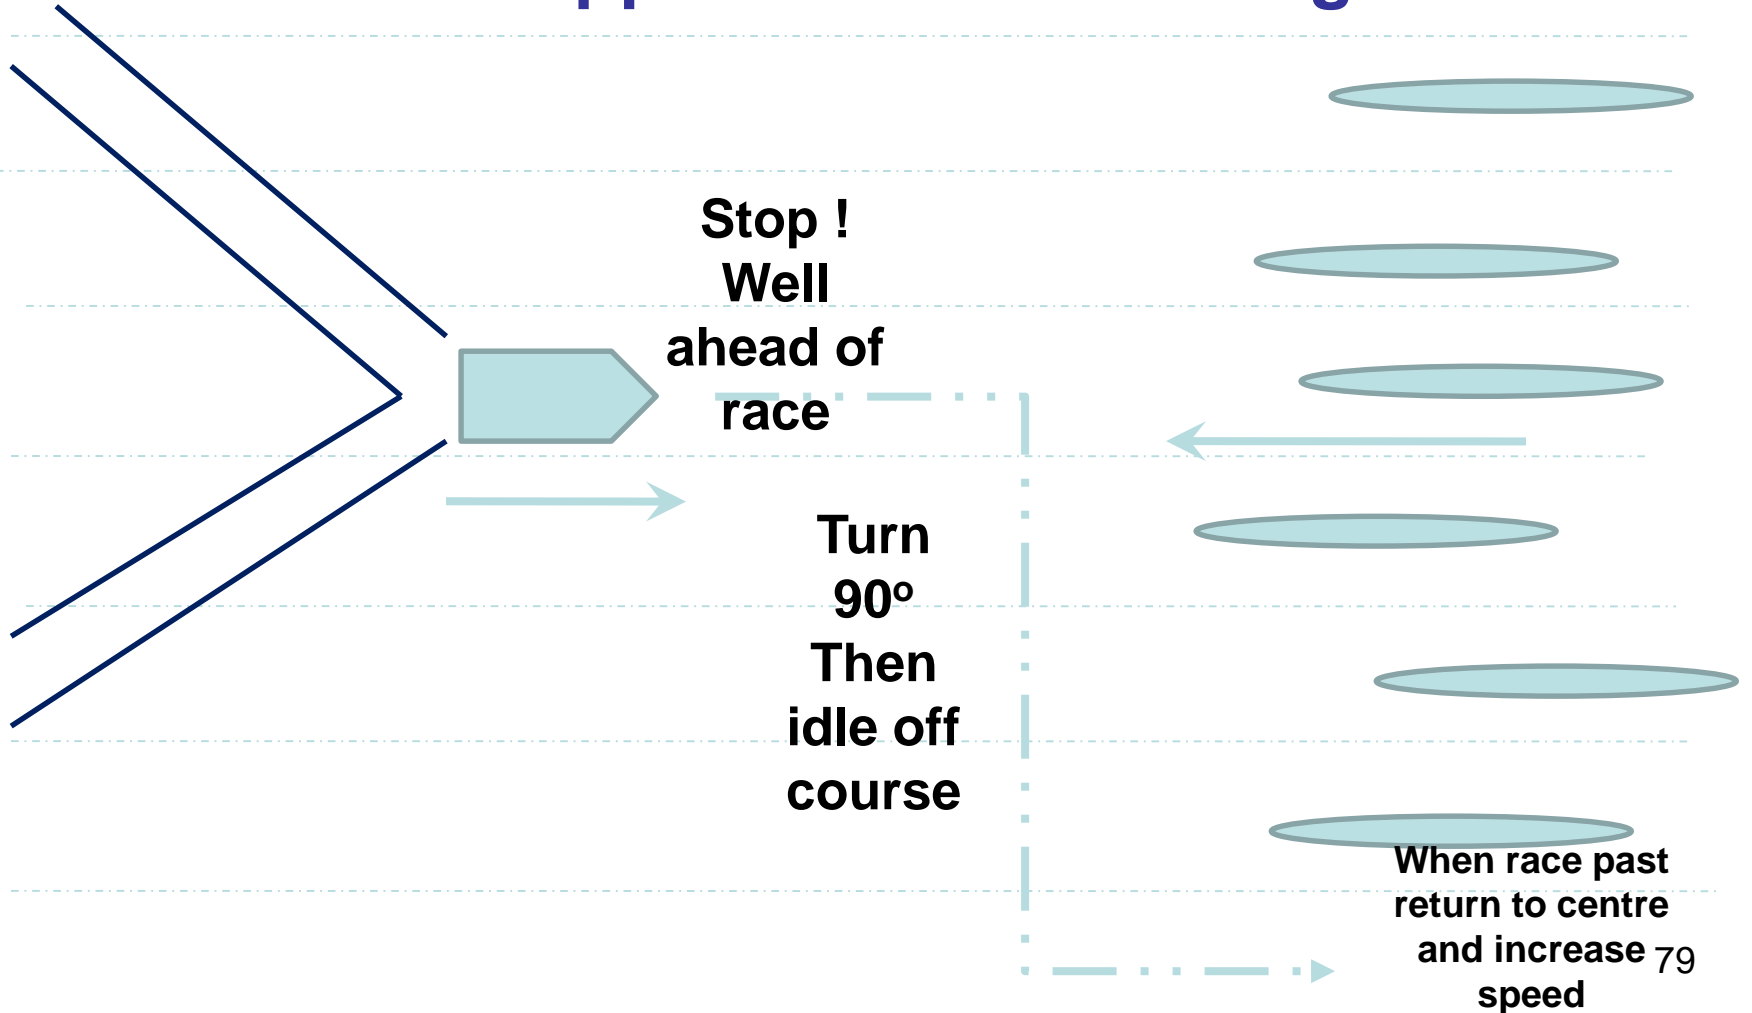 Stop !
Well
ahead of
race
Turn
90º
Then
idle off
course
When race past
return to centre
and increase
speed
79